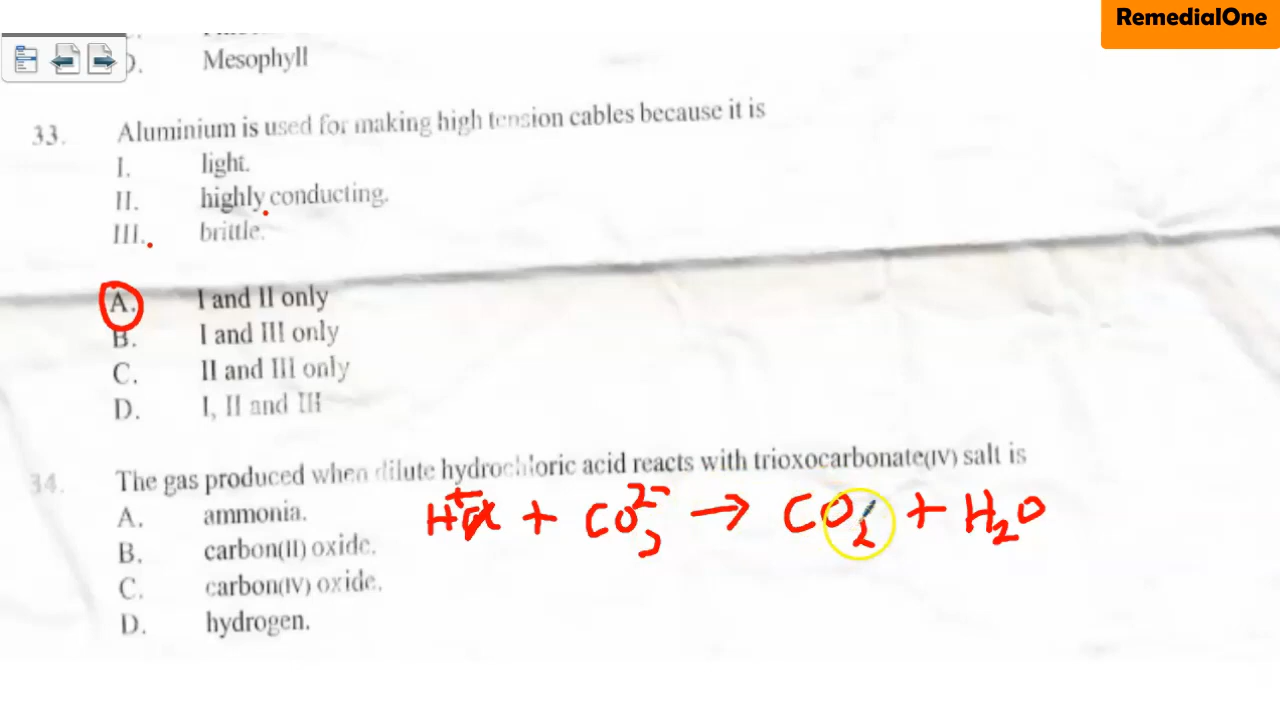 RemedialOne
D. Mesophyll
33. Aluminium is used for making high tension cables because it is
I. light.
II. highly conducting.
III. brittle.
A. I and II only
B. I and III only
C. II and III only
D. I, II and III
34. The gas produced when dilute hydrochloric acid reacts with trioxocarbonate(IV) salt is
A. ammonia.
H⁺ + CO₃²⁻ → CO₂ + H₂O
B. carbon(II) oxide.
C. carbon(IV) oxide.
D. hydrogen.